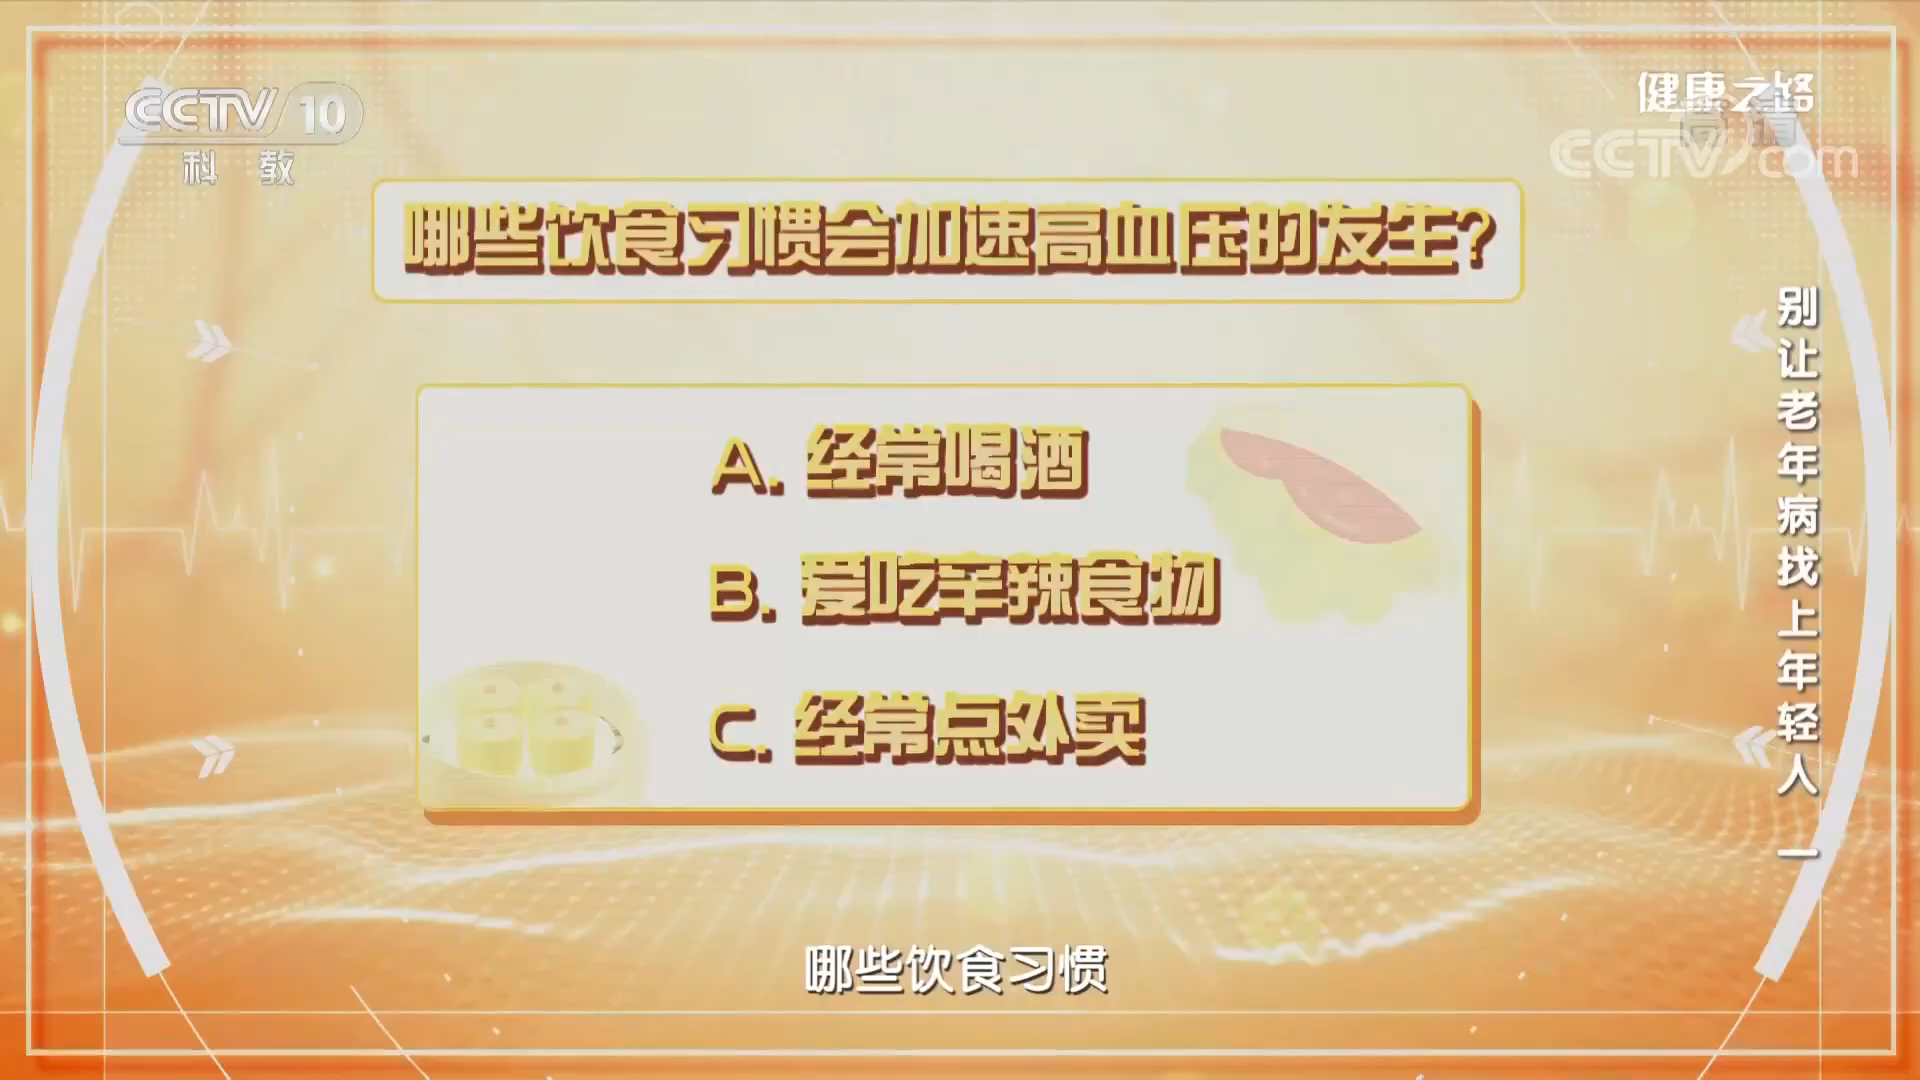 CCTV 10
科 教
健康之路
高清
CCTV.com
哪些饮食习惯会加速高血压的发生?
A. 经常喝酒
B. 爱吃辛辣食物
C. 经常点外卖
别让老年病找上年轻人 一
哪些饮食习惯